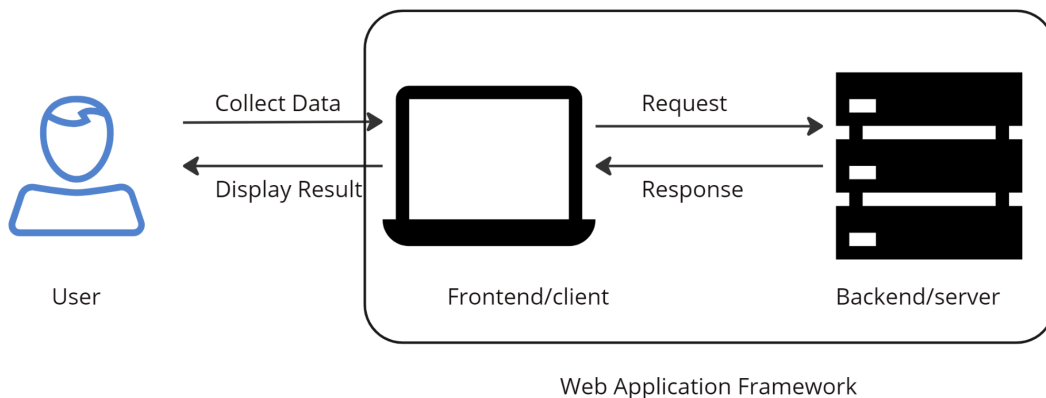 Collect Data
Request
Display Result
Response
User
Frontend/client
Backend/server
Web Application Framework